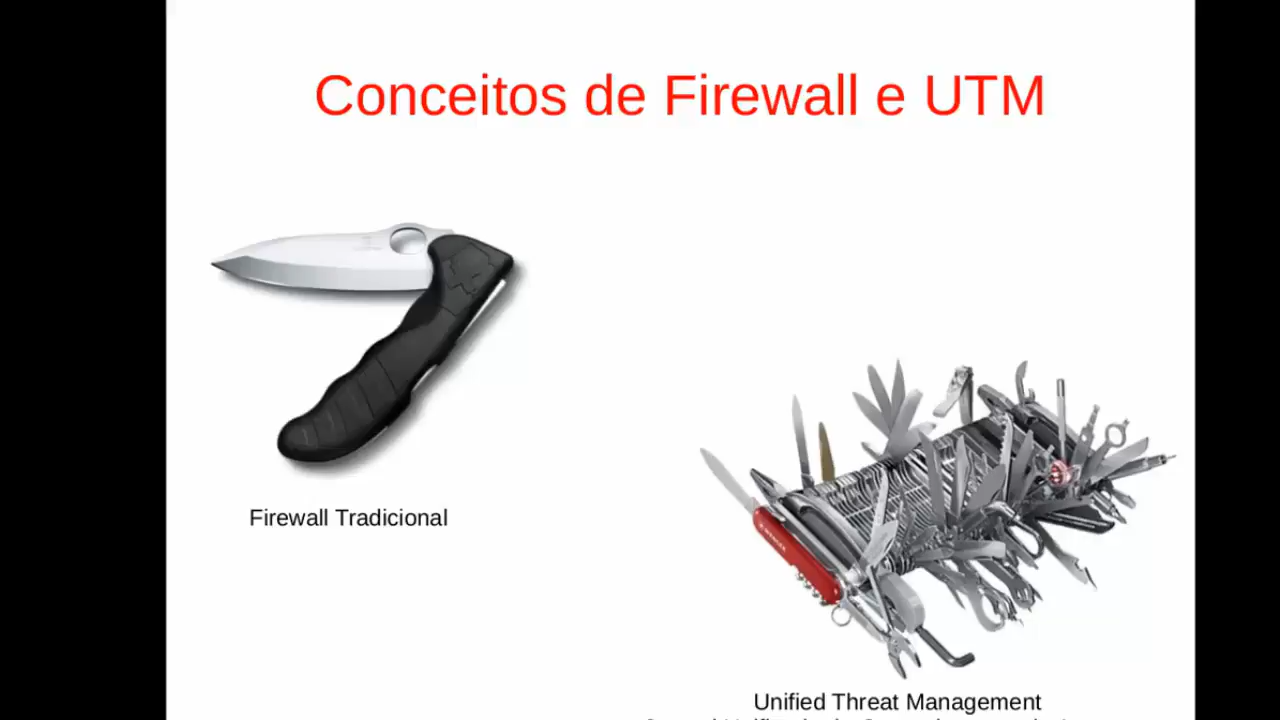 Conceitos de Firewall e UTM
Firewall Tradicional
Unified Threat Management